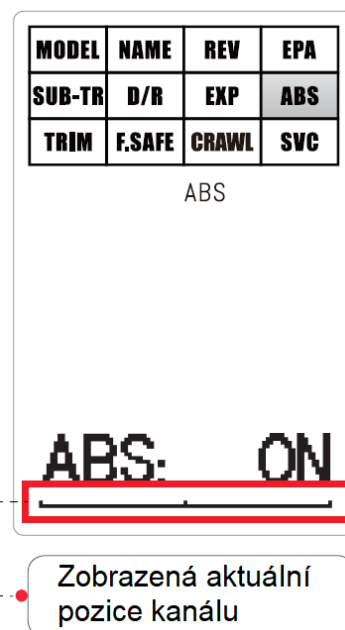 MODEL NAME REV EPA
SUB-TR D/R EXP ABS
TRIM F.SAFE CRAWL SVC
ABS
ABS: ON
Zobrazená aktuální
pozice kanálu